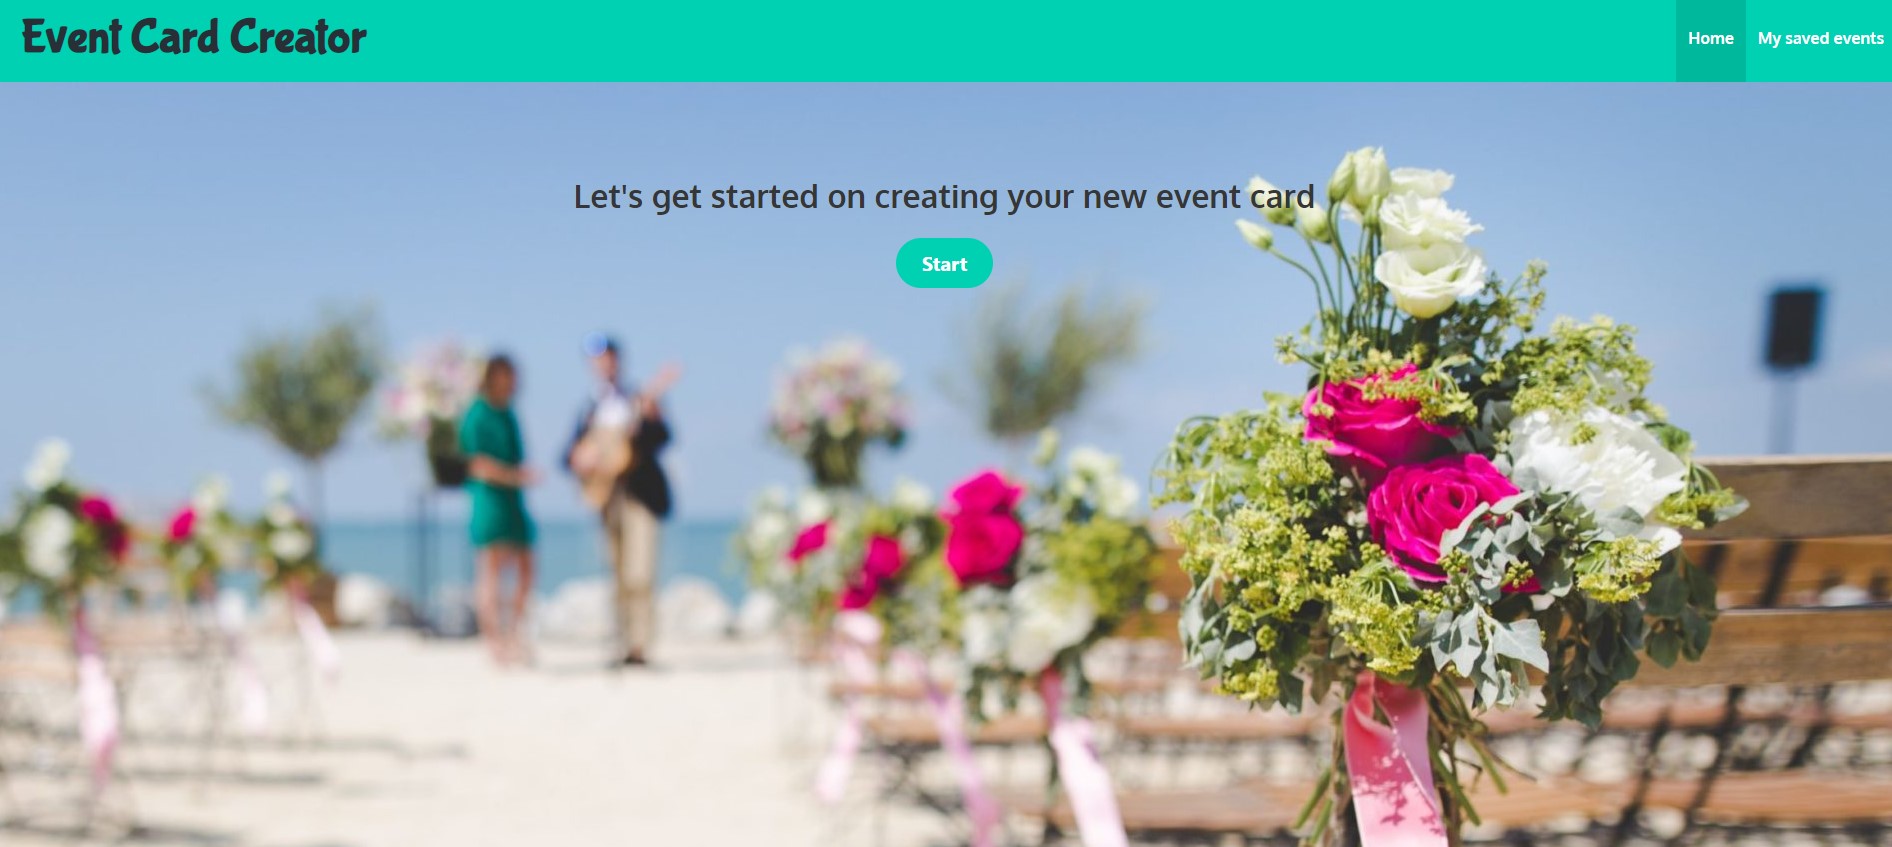 Event Card Creator
Home
My saved events
Let's get started on creating your new event card
Start